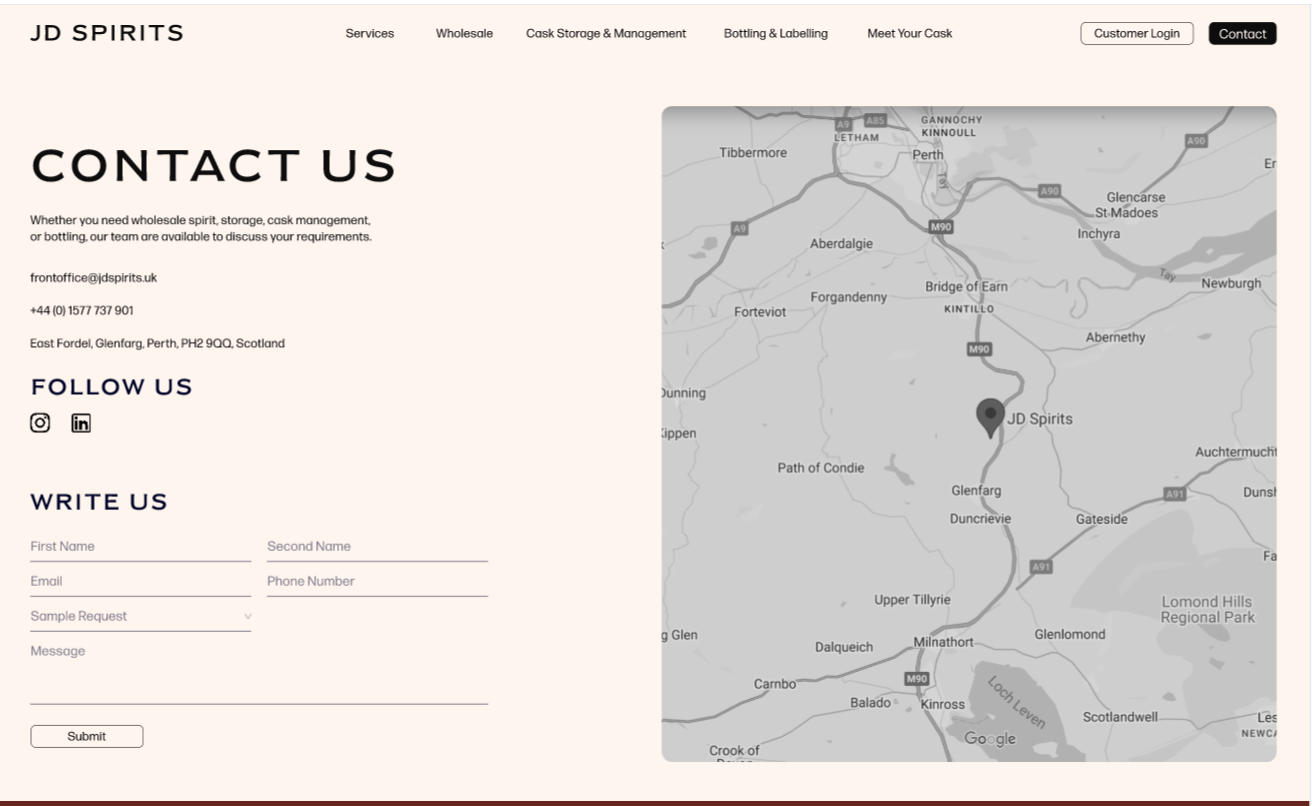 JD SPIRITS
Services
Wholesale
Cask Storage & Management
Bottling & Labelling
Meet Your Cask
Customer Login
Contact
CONTACT US
Whether you need wholesale spirit, storage, cask management,
or bottling, our team are available to discuss your requirements.
frontoffice@jdspirits.uk
+44 (0) 1577 737 901
East Fordel, Glenfarg, Perth, PH2 9QQ, Scotland
FOLLOW US
in
WRITE US
First Name
Second Name
Email
Phone Number
Sample Request
Message
Submit
A9
A85
GANNOCHY
KINNOULL
LETHAM
Tibbermore
Perth
A90
Er
Tay
A90
Glencarse
St Madoes
A9
M90
Inchyra
Aberdalgie
Tay
Bridge of Earn
Newburgh
Forgandenny
Forteviot
KINTILLO
Abernethy
M90
Dunning
JD Spirits
Kippen
Auchtermucht
Path of Condie
Glenfarg
A91
Dunsh
Duncrievie
Gateside
Fa
A91
Upper Tillyrie
Lomond Hills
Regional Park
g Glen
Dalqueich
Milnathort
Glenlomond
M90
Carnbo
Balado
Kinross
Loch Leven
Scotlandwell
Les
NEWCA
Google
Crook of
Devon